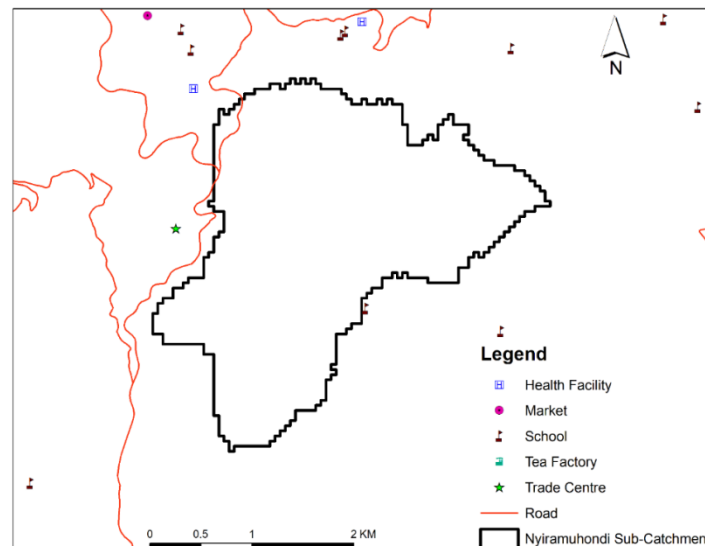 N
Legend
Health Facility
Market
School
Tea Factory
Trade Centre
Road
Nyiramuhondi Sub-Catchmen
0 0.5 1 2 KM